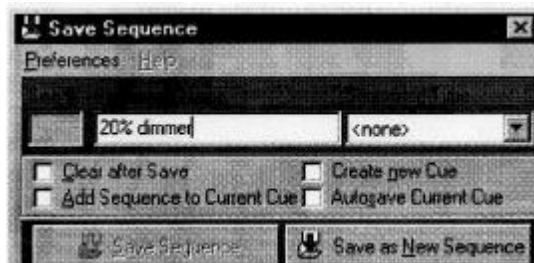 Save Sequence
Preferences Help
20% dimmer <none>
Clear after Save Create new Cue
Add Sequence to Current Cue Autosave Current Cue
Save Sequence Save as New Sequence